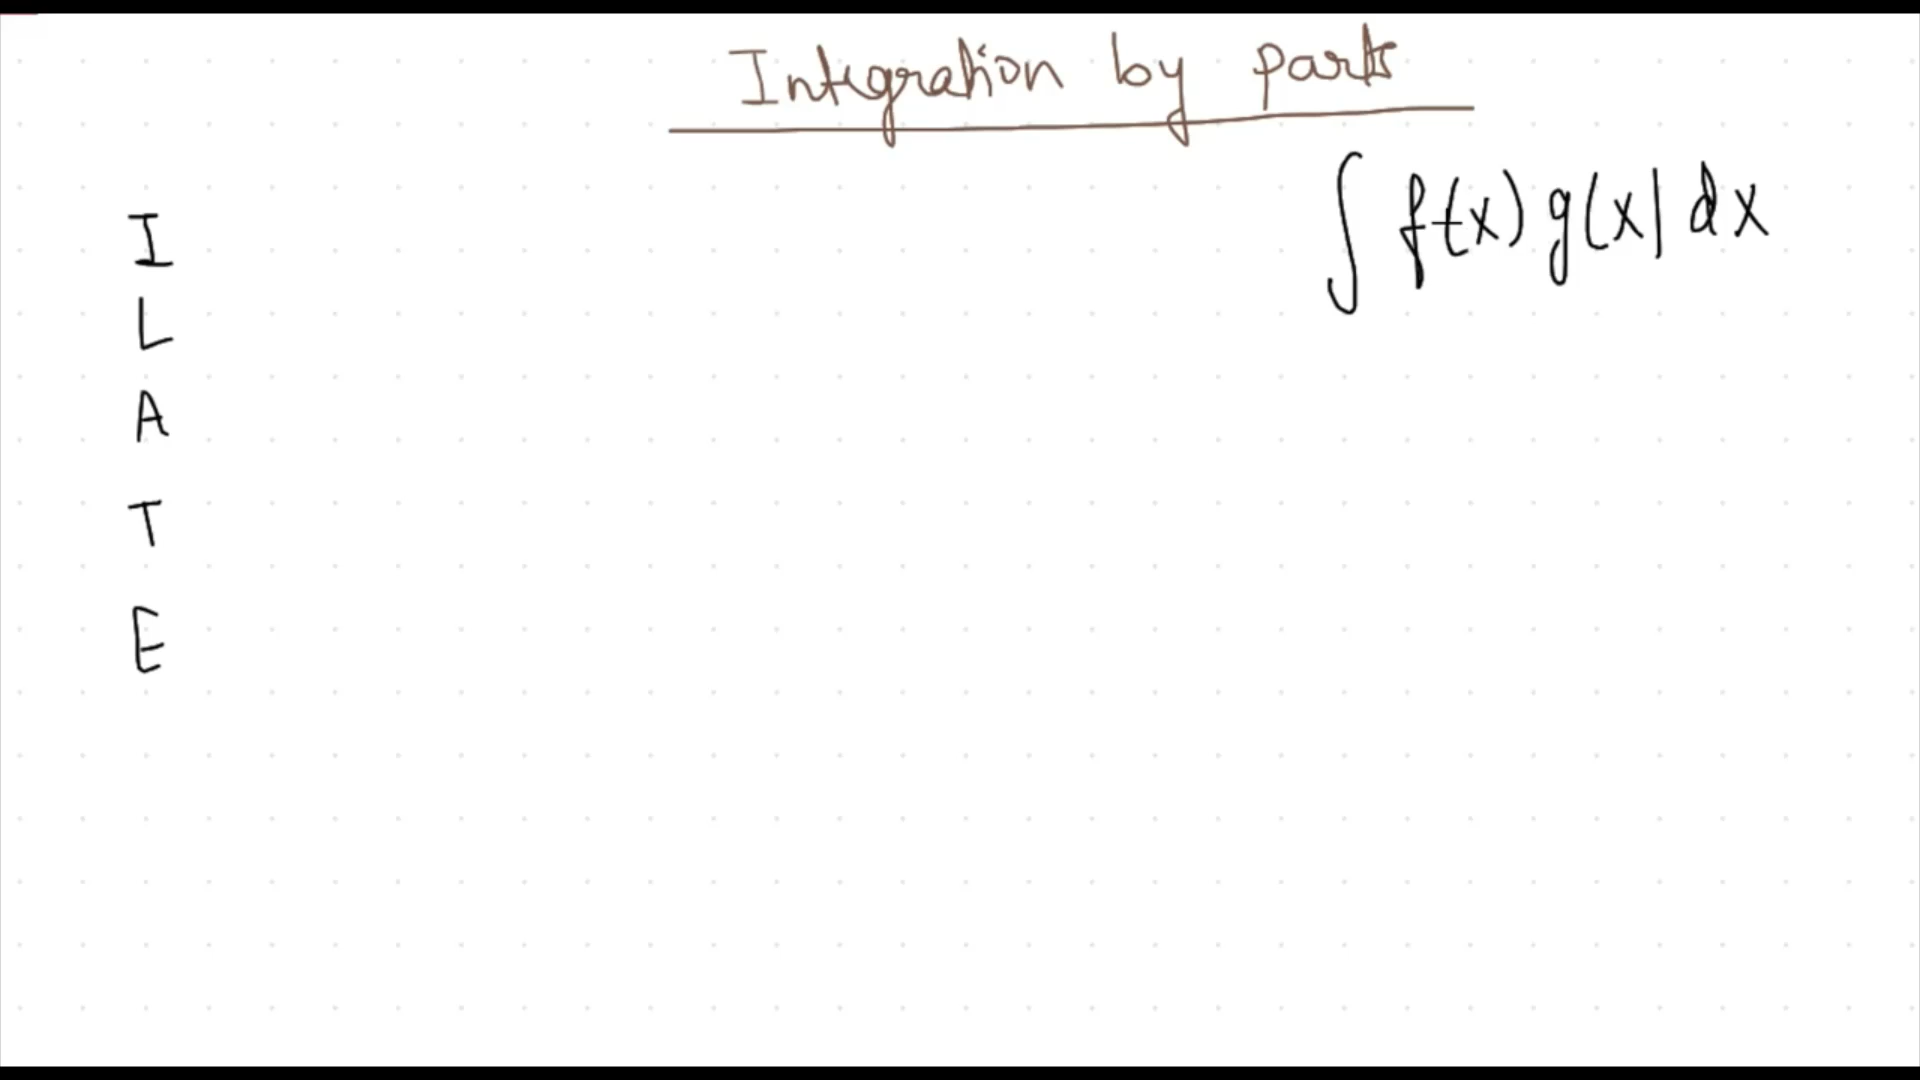 Integration by parts
∫ f(x) g(x) dx
I
L
A
T
E